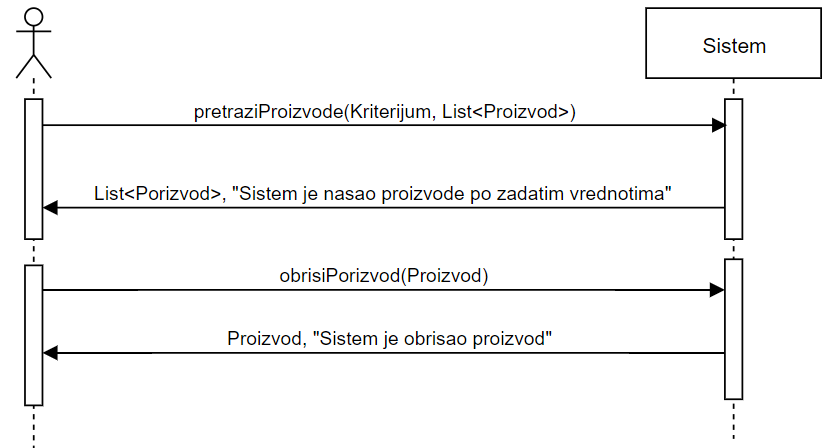 Sistem
pretraziProizvode(Kriterijum, List<Proizvod>)
List<Porizvod>, "Sistem je nasao proizvode po zadatim vrednotima"
obrisiPorizvod(Proizvod)
Proizvod, "Sistem je obrisao proizvod"